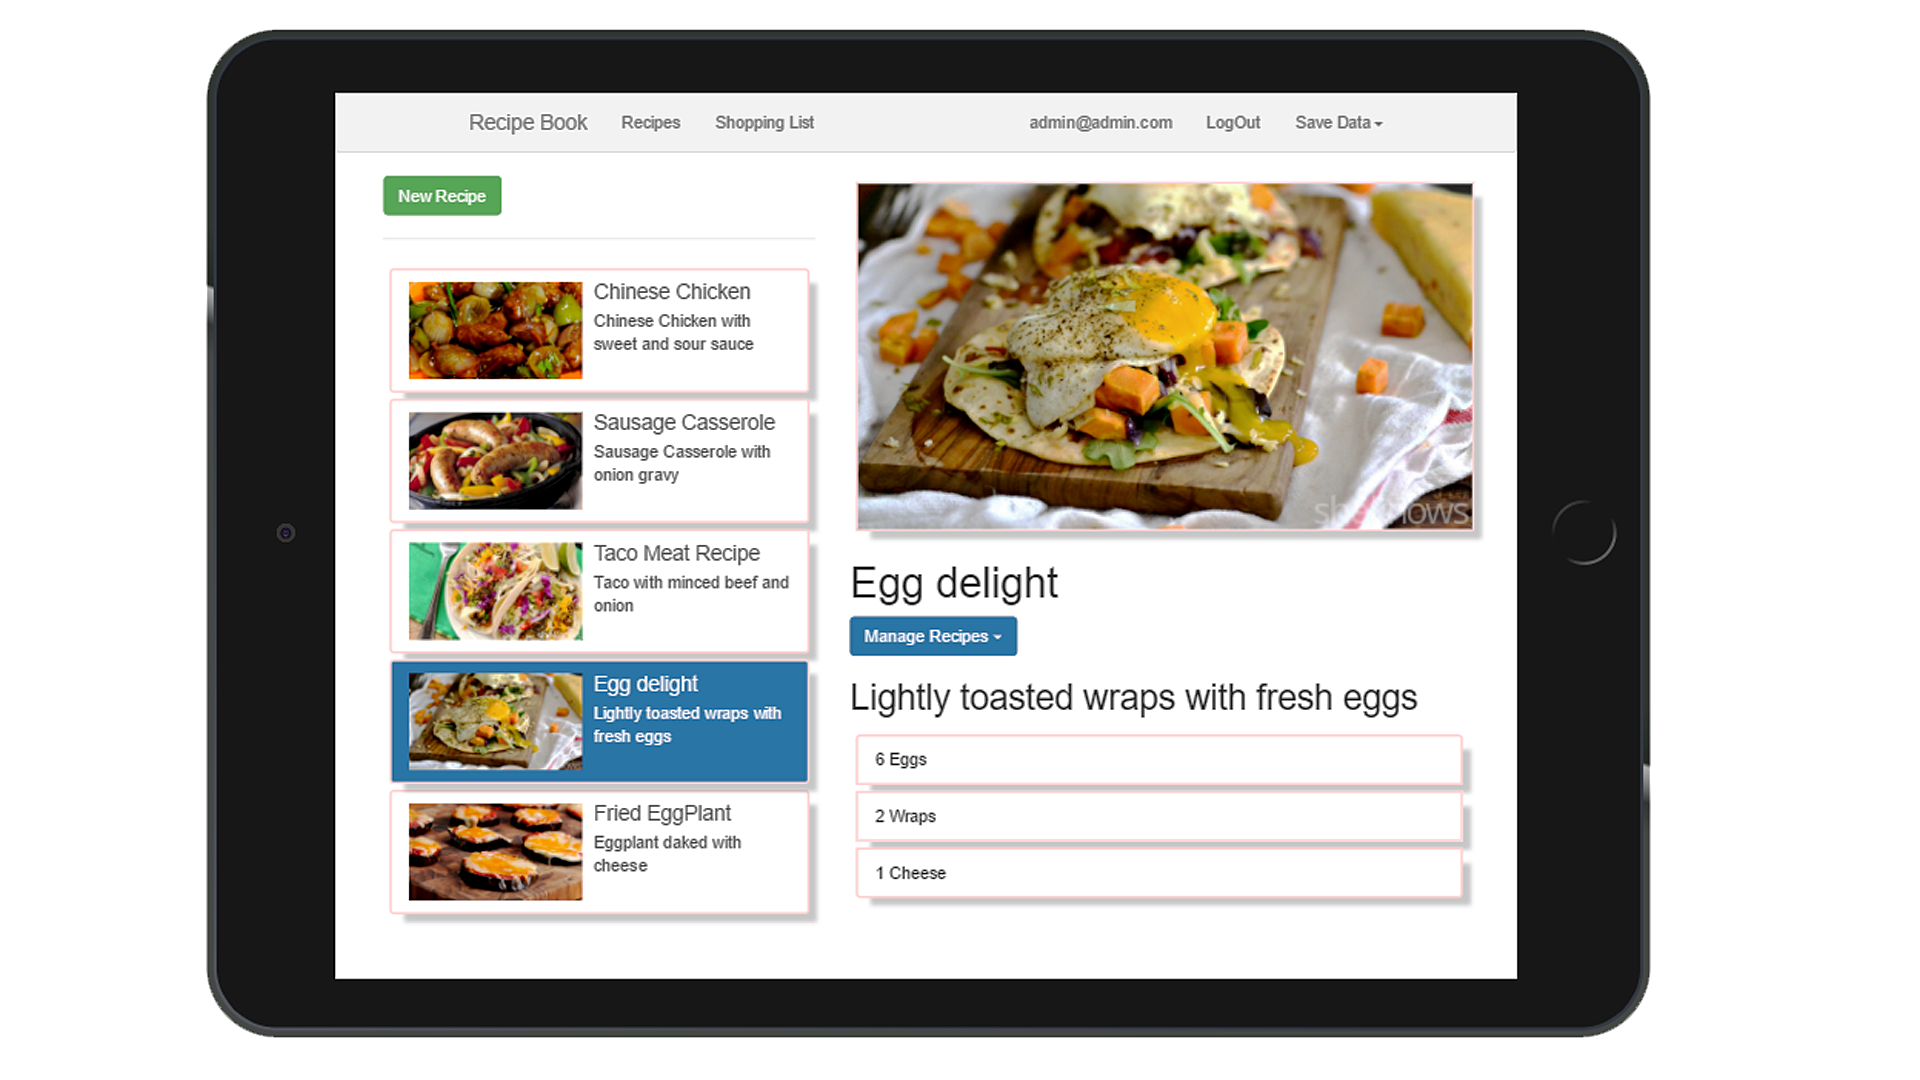 Recipe Book Recipes Shopping List admin@admin.com LogOut Save Data
New Recipe
Chinese Chicken
Chinese Chicken with
sweet and sour sauce
Sausage Casserole
Sausage Casserole with
onion gravy
Taco Meat Recipe
Taco with minced beef and
onion
Egg delight
Lightly toasted wraps with
fresh eggs
Fried EggPlant
Eggplant daked with
cheese
Egg delight
Manage Recipes
Lightly toasted wraps with fresh eggs
6 Eggs
2 Wraps
1 Cheese